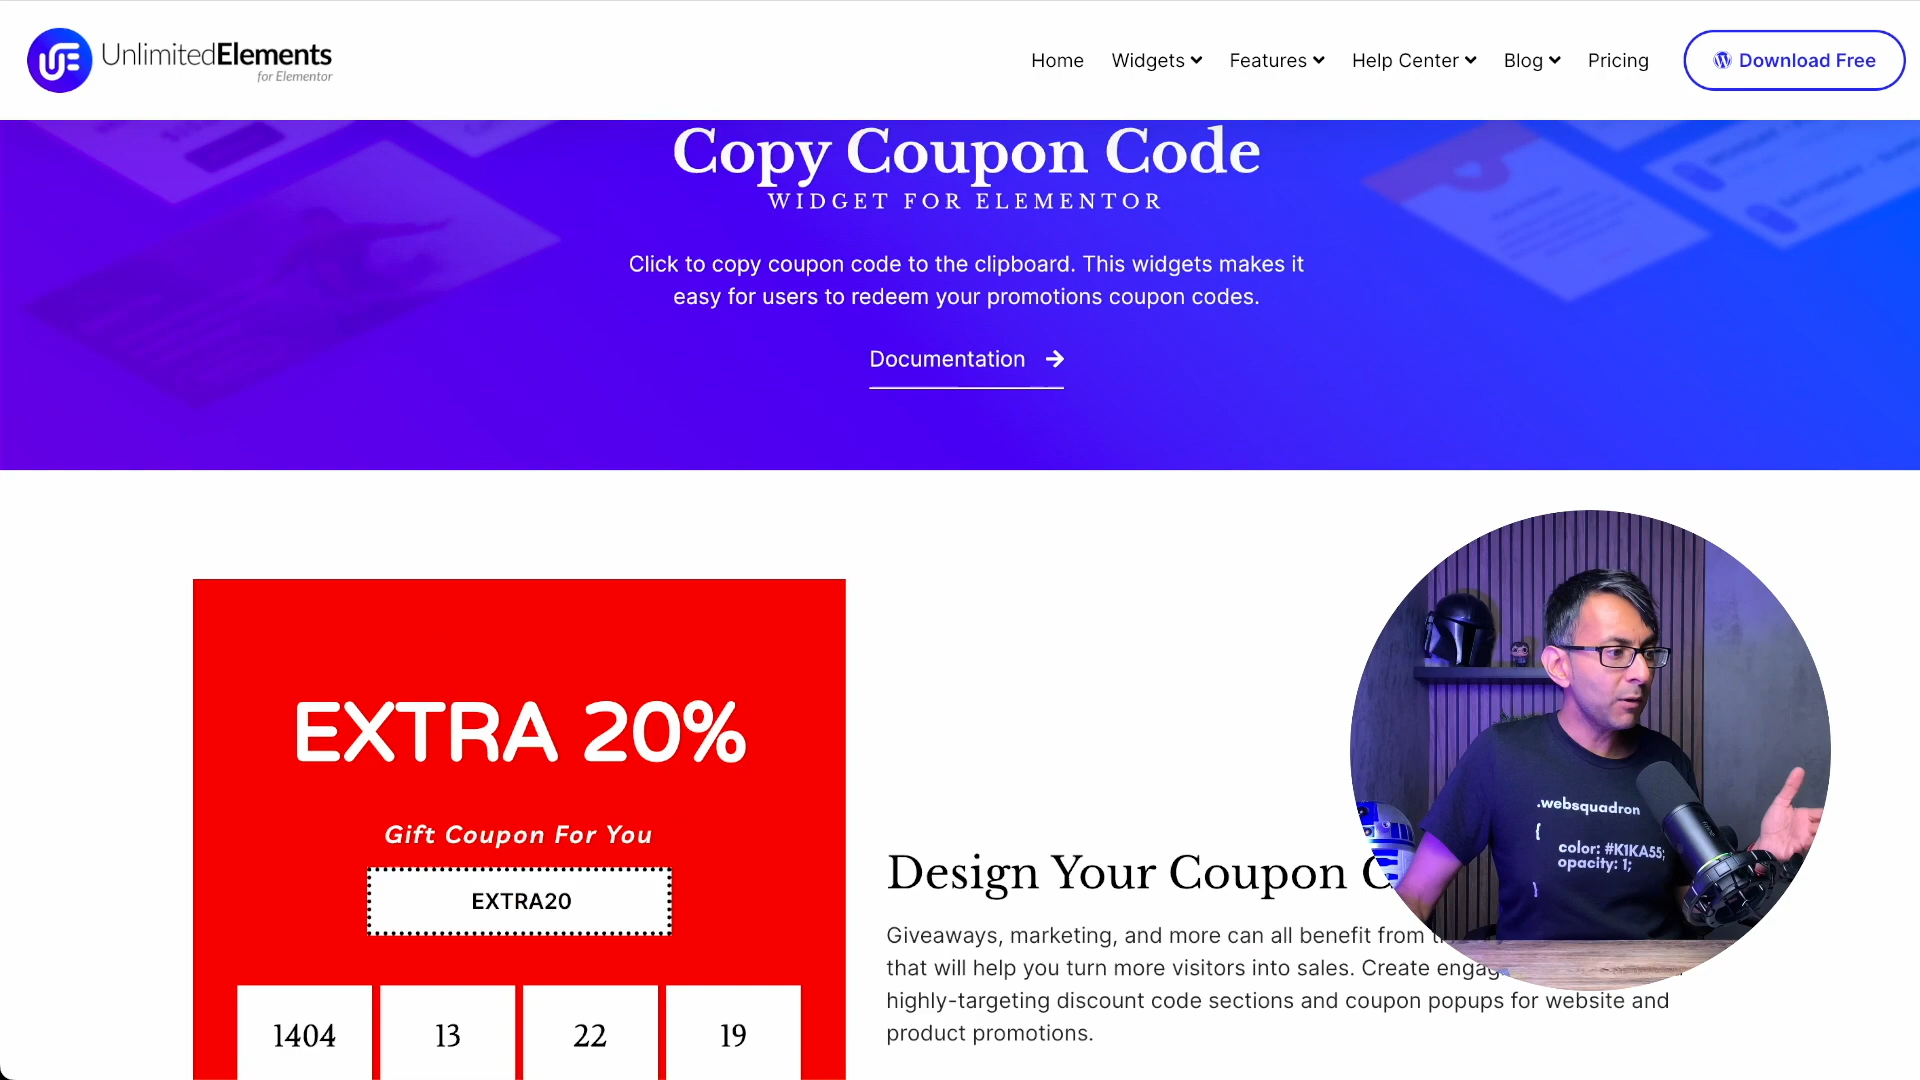 UnlimitedElements
for Elementor
Home Widgets Features Help Center Blog Pricing Download Free
Copy Coupon Code
WIDGET FOR ELEMENTOR
Click to copy coupon code to the clipboard. This widgets makes it
easy for users to redeem your promotions coupon codes.
Documentation
EXTRA 20%
Gift Coupon For You
EXTRA20
1404 13 22 19
Design Your Coupon
Giveaways, marketing, and more can all benefit from
that will help you turn more visitors into sales. Create
highly-targeting discount code sections and coupon popups for website and
product promotions.
.websquadron
{
color: #K1KA55;
opacity: 1;
}